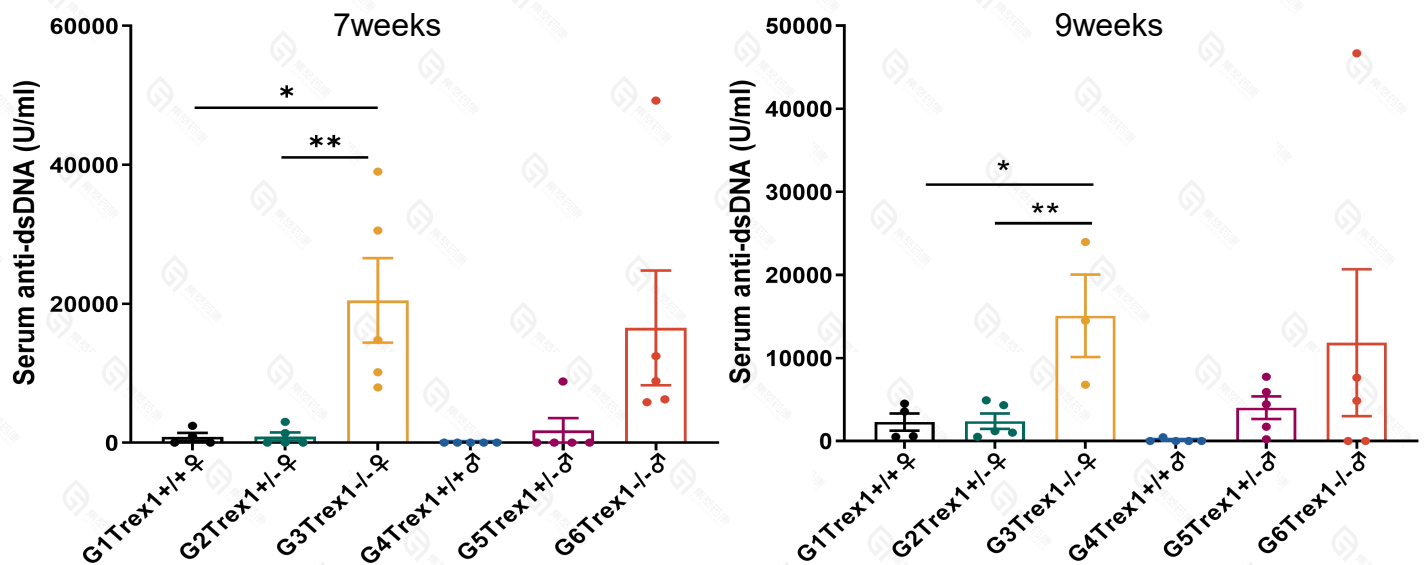 7weeks
Serum anti-dsDNA (U/ml)
60000
40000
20000
0
*
**
G1Trex1+/+♀
G2Trex1+/-♀
G3Trex1-/-♀
G4Trex1+/+♂
G5Trex1+/-♂
G6Trex1-/-♂
9weeks
Serum anti-dsDNA (U/ml)
50000
40000
30000
20000
10000
0
*
**
G1Trex1+/+♀
G2Trex1+/-♀
G3Trex1-/-♀
G4Trex1+/+♂
G5Trex1+/-♂
G6Trex1-/-♂